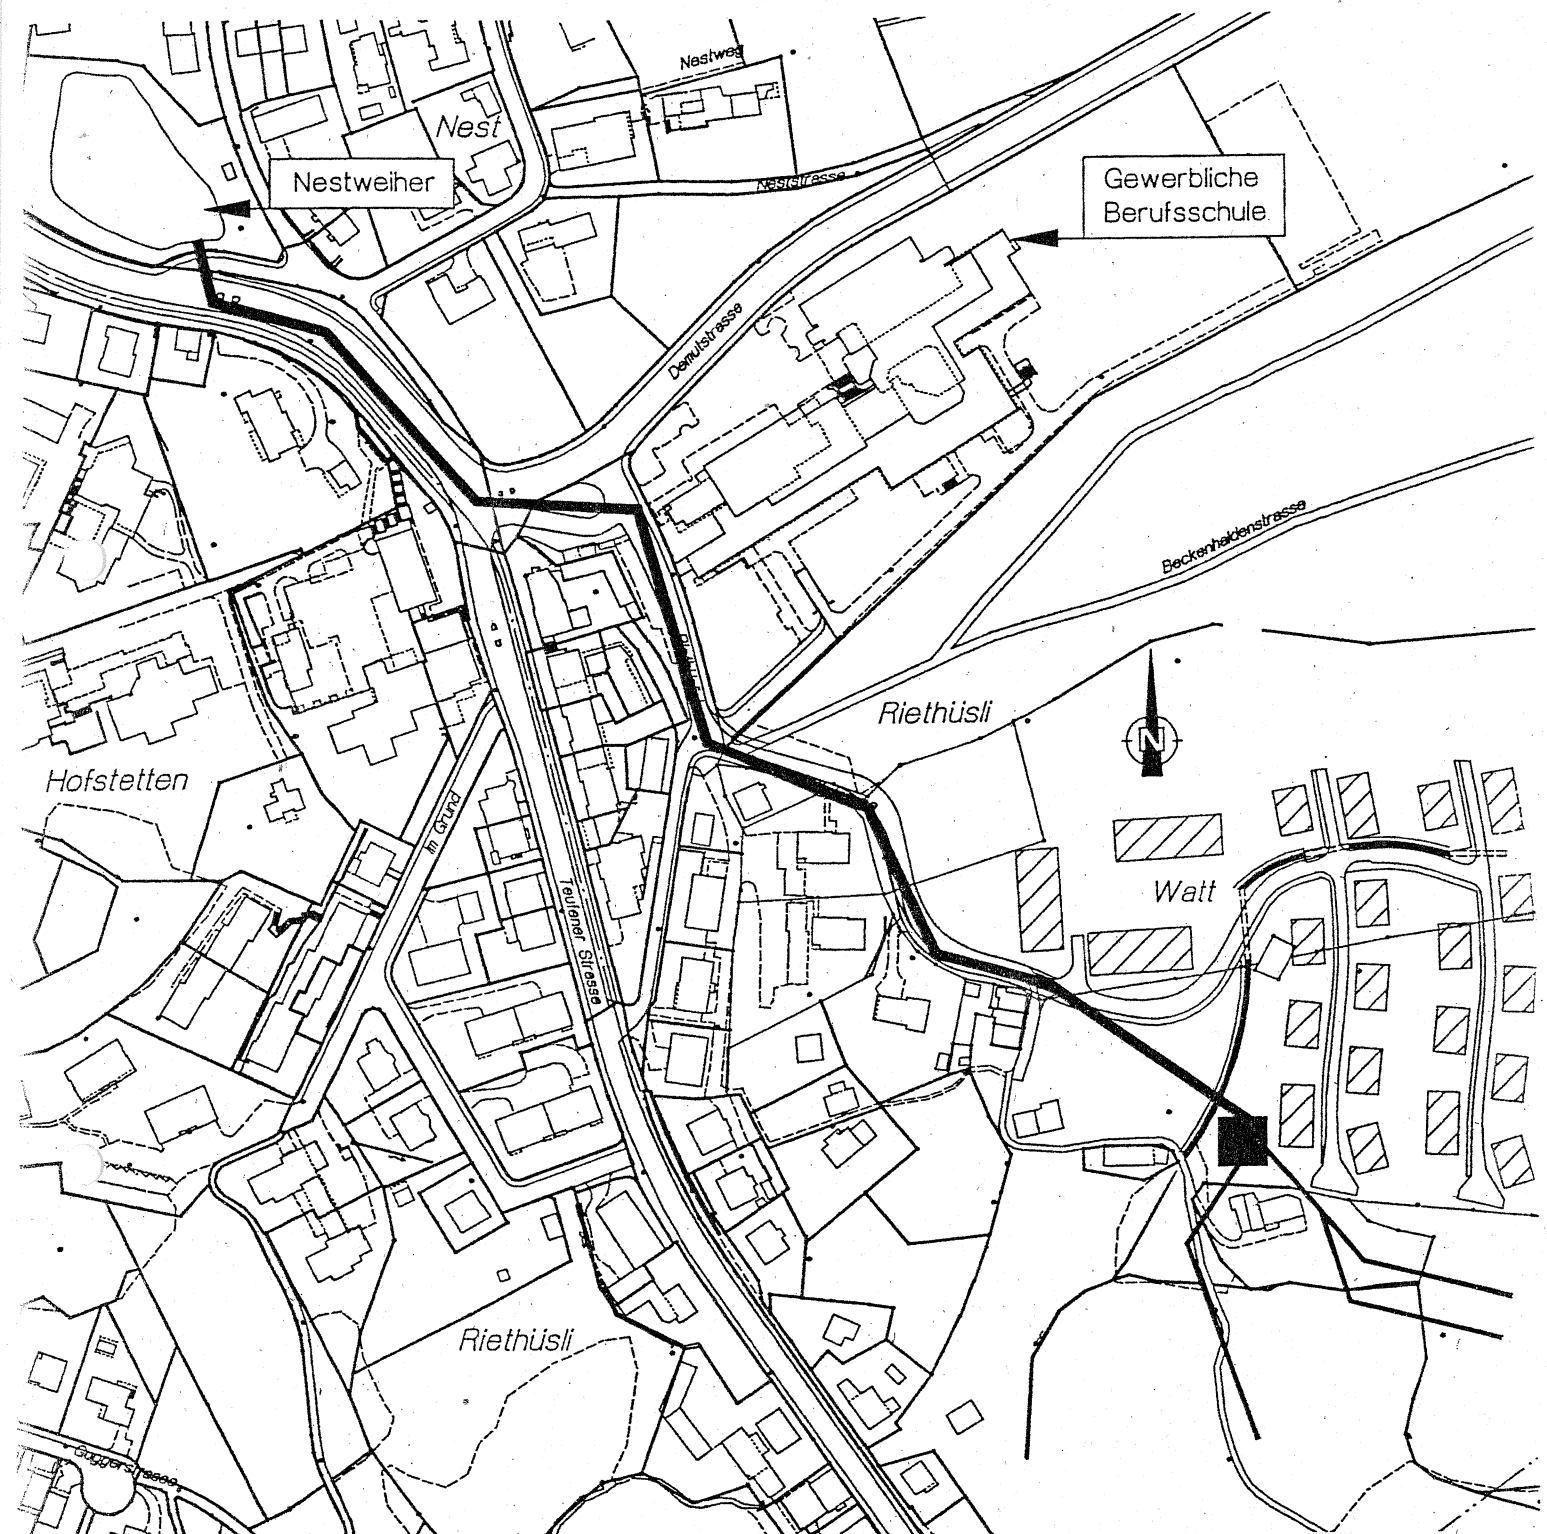 Nestweg
Nest
Nestweiher
Neststrasse
Gewerbliche
Berufsschule
Demutstrasse
Beckenhaldenstrasse
Riethüsli
N
Hofstetten
Im Grund
Watt
Teufener Strasse
Riethüsli
Guggerstrasse